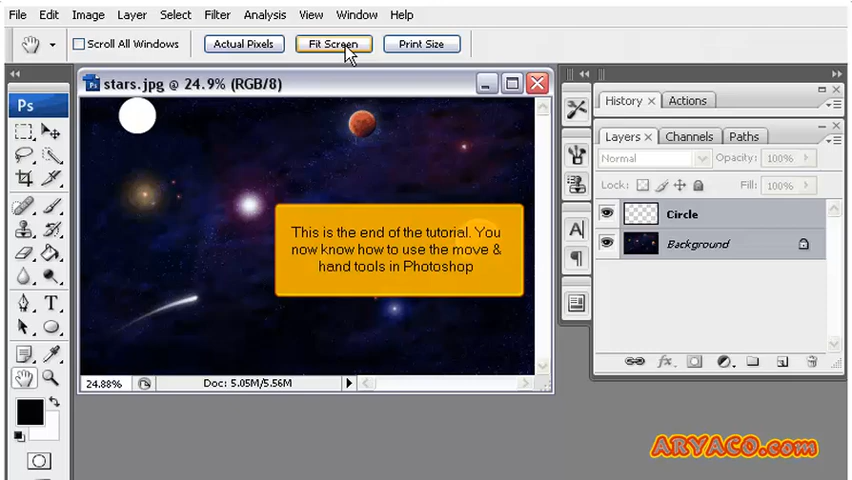 File Edit Image Layer Select Filter Analysis View Window Help
Scroll All Windows Actual Pixels Fit Screen Print Size
stars.jpg @ 24.9% (RGB/8)
Ps
This is the end of the tutorial. You
now know how to use the move &
hand tools in Photoshop
24.88% Doc: 5.05M/5.56M
History Actions
Layers Channels Paths
Normal Opacity: 100%
Lock: Fill: 100%
Circle
Background
ARYACO.com